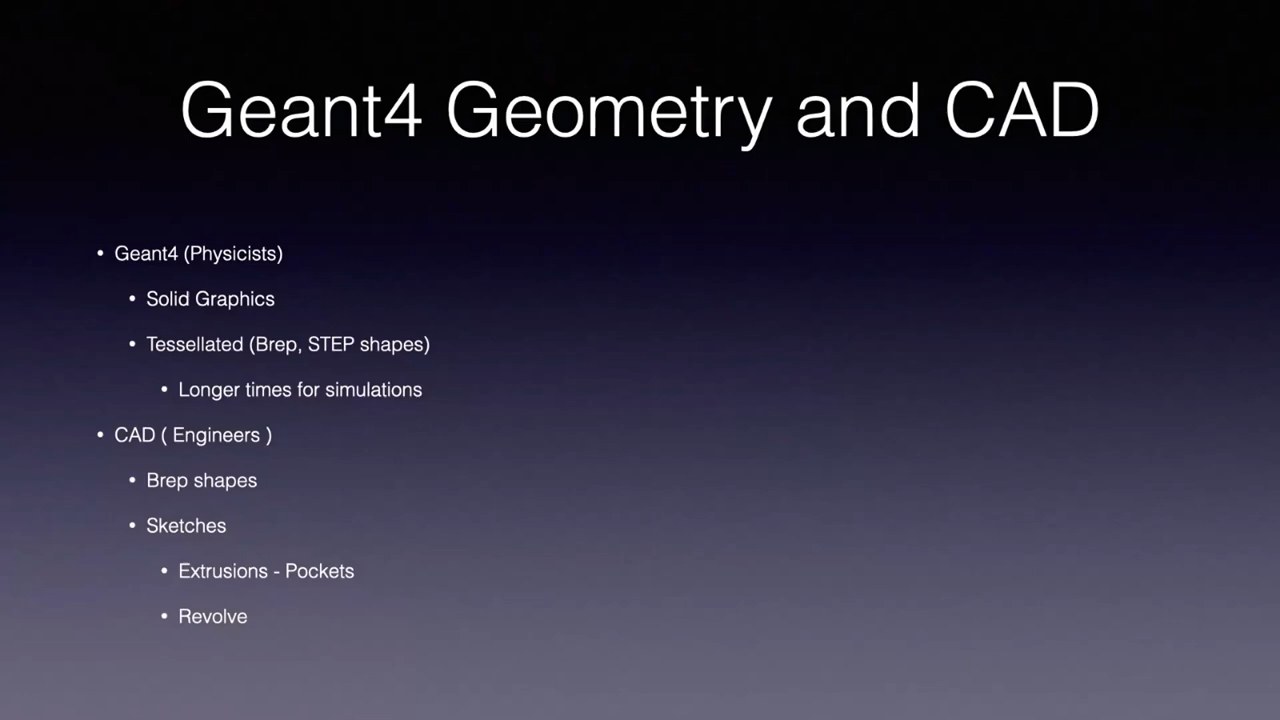 Geant4 Geometry and CAD
• Geant4 (Physicists)
• Solid Graphics
• Tessellated (Brep, STEP shapes)
• Longer times for simulations
• CAD ( Engineers )
• Brep shapes
• Sketches
• Extrusions - Pockets
• Revolve